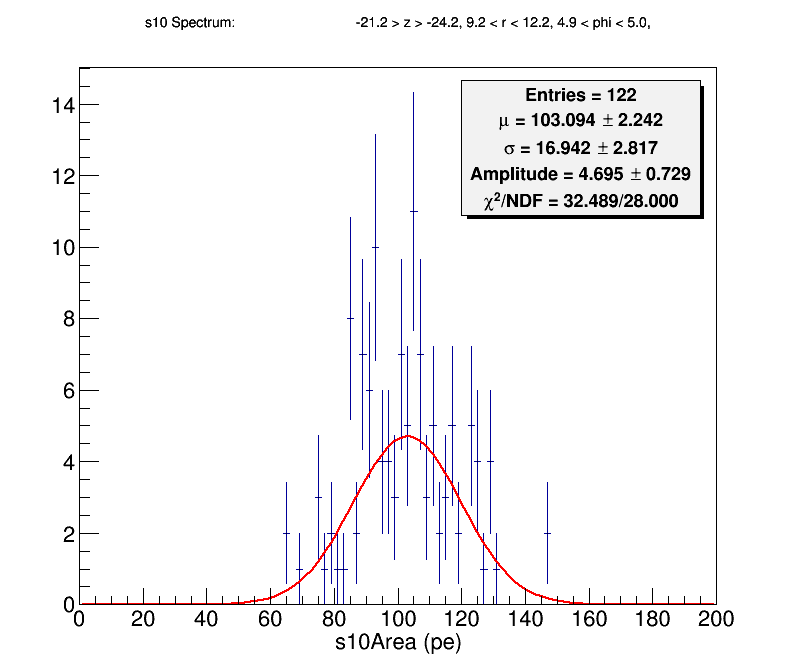 s10 Spectrum: -21.2 > z > -24.2, 9.2 < r < 12.2, 4.9 < phi < 5.0,
Entries = 122
μ = 103.094 ± 2.242
σ = 16.942 ± 2.817
Amplitude = 4.695 ± 0.729
χ²/NDF = 32.489/28.000
14
12
10
8
6
4
2
0
0 20 40 60 80 100 120 140 160 180 200
s10Area (pe)